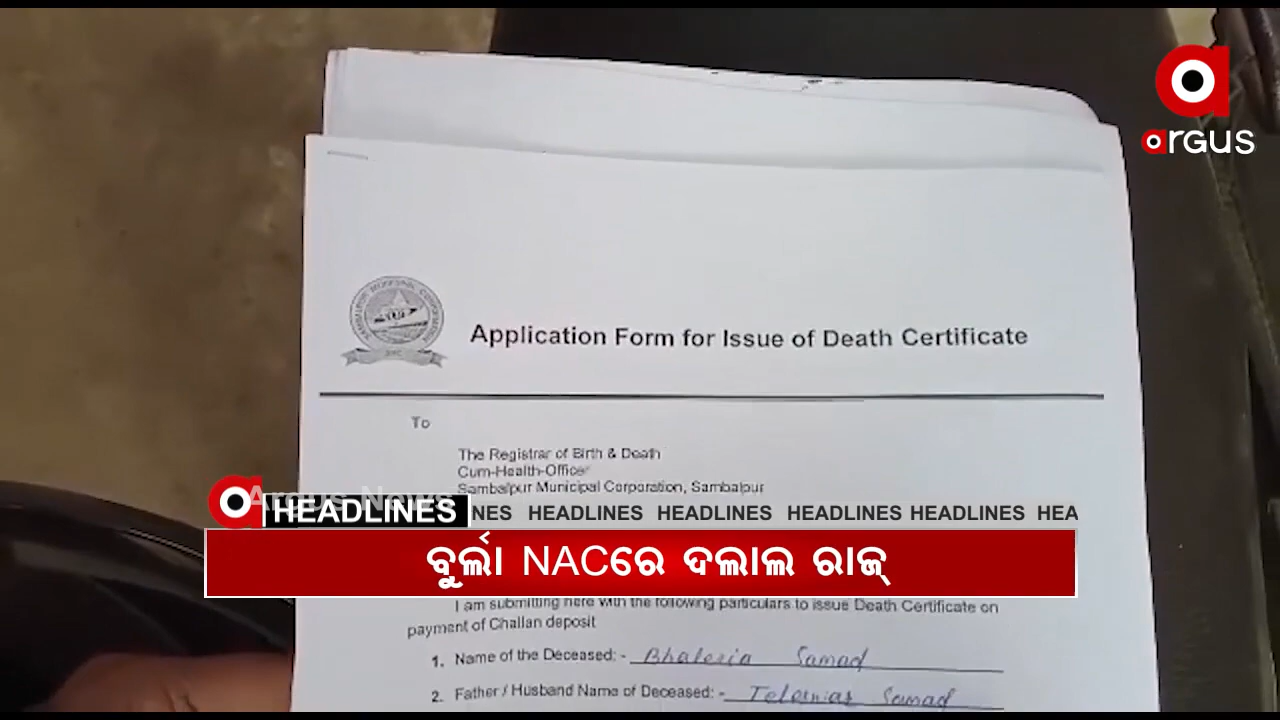 argus
Application Form for Issue of Death Certificate
To
The Registrar of Birth & Death
Cum-Health-Officer
Sambalpur Municipal Corporation, Sambalpur
Argus News
HEADLINES
NES HEADLINES HEADLINES HEADLINES HEADLINES HEA
ବୁର୍ଲା NACରେ ଦଲାଲ ରାଜ୍
I am submitting here with the following particulars to issue Death Certificate on
payment of Challan deposit
1. Name of the Deceased: - Bhaleria Samad
2. Father / Husband Name of Deceased: - Samad